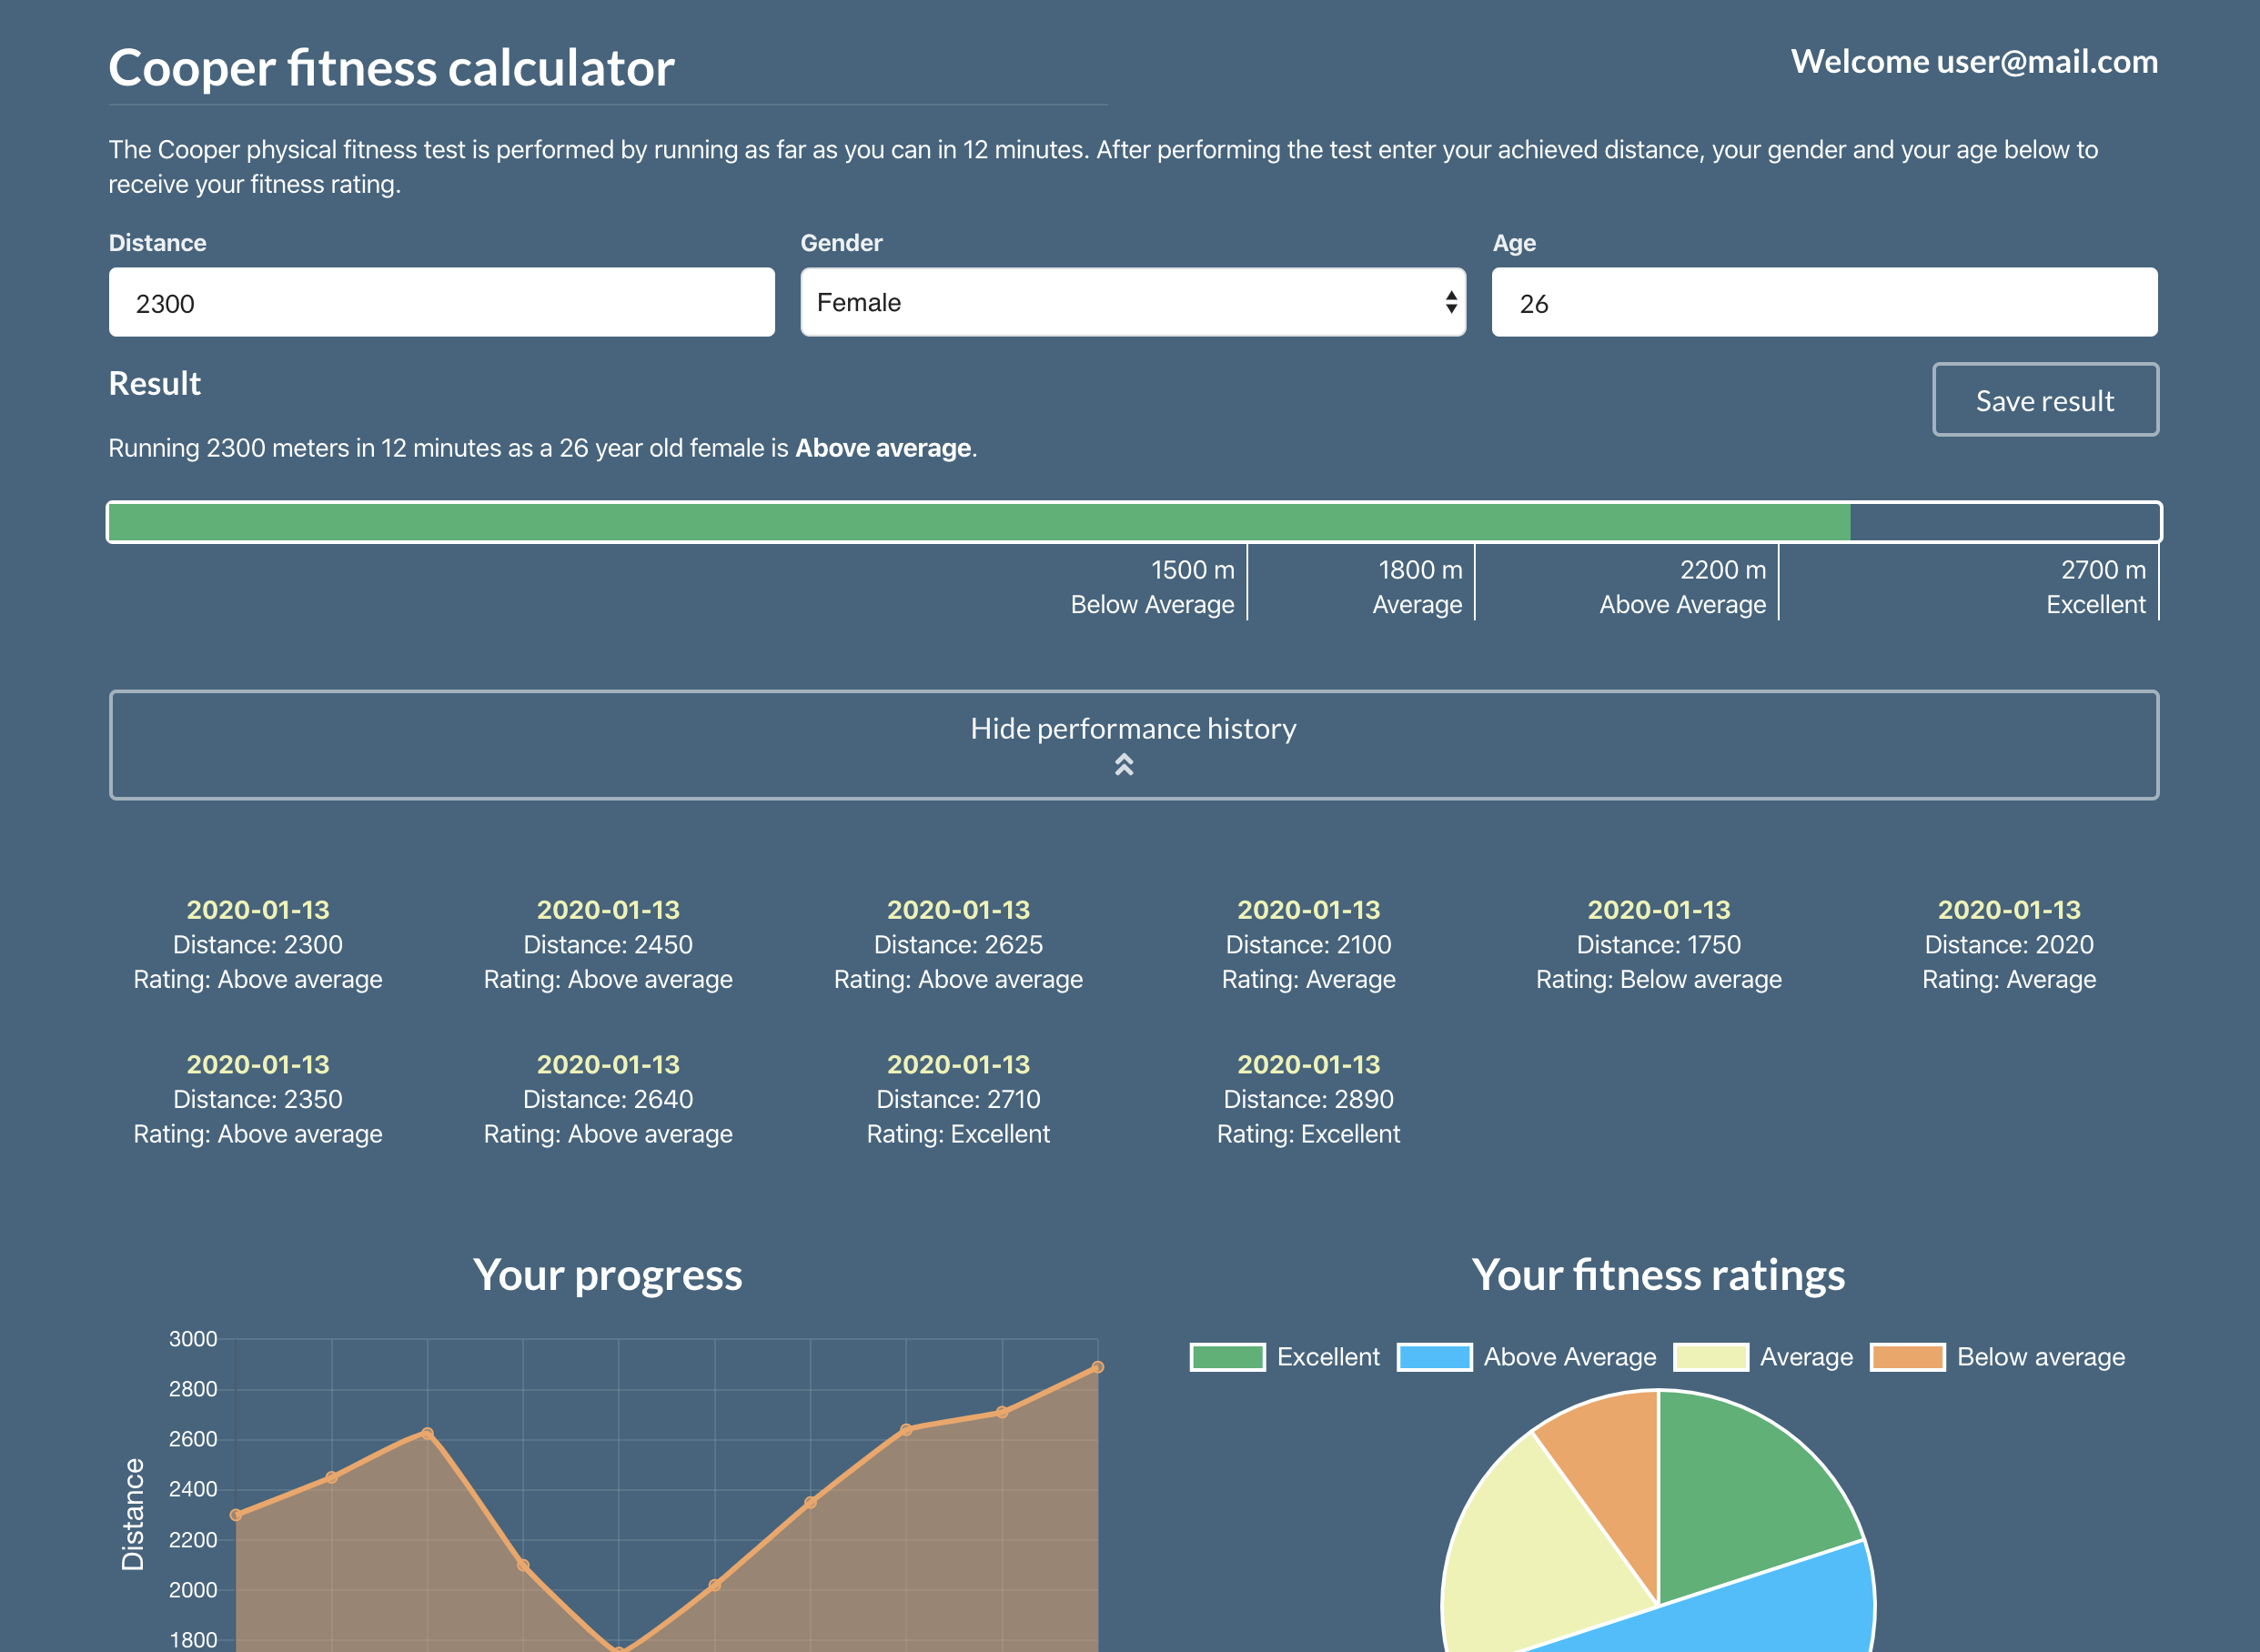 Cooper fitness calculator
Welcome user@mail.com
The Cooper physical fitness test is performed by running as far as you can in 12 minutes. After performing the test enter your achieved distance, your gender and your age below to
receive your fitness rating.
Distance
Gender
Age
2300
Female
26
Result
Save result
Running 2300 meters in 12 minutes as a 26 year old female is Above average.
1500 m
Below Average
1800 m
Average
2200 m
Above Average
2700 m
Excellent
Hide performance history
2020-01-13
Distance: 2300
Rating: Above average
2020-01-13
Distance: 2450
Rating: Above average
2020-01-13
Distance: 2625
Rating: Above average
2020-01-13
Distance: 2100
Rating: Average
2020-01-13
Distance: 1750
Rating: Below average
2020-01-13
Distance: 2020
Rating: Average
2020-01-13
Distance: 2350
Rating: Above average
2020-01-13
Distance: 2640
Rating: Above average
2020-01-13
Distance: 2710
Rating: Excellent
2020-01-13
Distance: 2890
Rating: Excellent
Your progress
3000
2800
2600
2400
2200
2000
1800
Distance
Your fitness ratings
Excellent
Above Average
Average
Below average